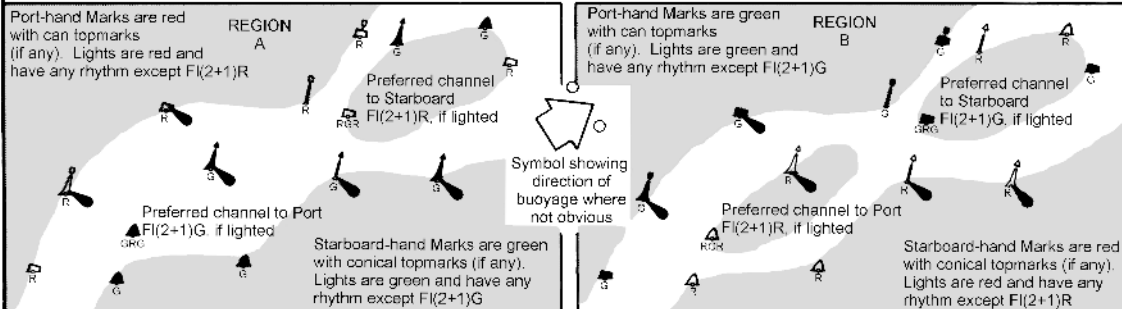 Port-hand Marks are red
with can topmarks
(if any). Lights are red and
have any rhythm except Fl(2+1)R
REGION
A
R
G
G
R
Preferred channel
to Starboard
Fl(2+1)R, if lighted
RGR
R
R
G
G
G
R
Preferred channel to Port
Fl(2+1)G. if lighted
GRG
R
G
G
Starboard-hand Marks are green
with conical topmarks (if any).
Lights are green and have any
rhythm except Fl(2+1)G
Symbol showing
direction of
buoyage where
not obvious
Port-hand Marks are green
with can topmarks
(if any). Lights are green and
have any rhythm except Fl(2+1)G
REGION
B
G
R
R
G
Preferred channel
to Starboard
Fl(2+1)G, if lighted
GRG
G
G
R
R
R
G
Preferred channel to Port
Fl(2+1)R, if lighted
RGR
G
R
R
Starboard-hand Marks are red
with conical topmarks (if any).
Lights are red and have any
rhythm except Fl(2+1)R